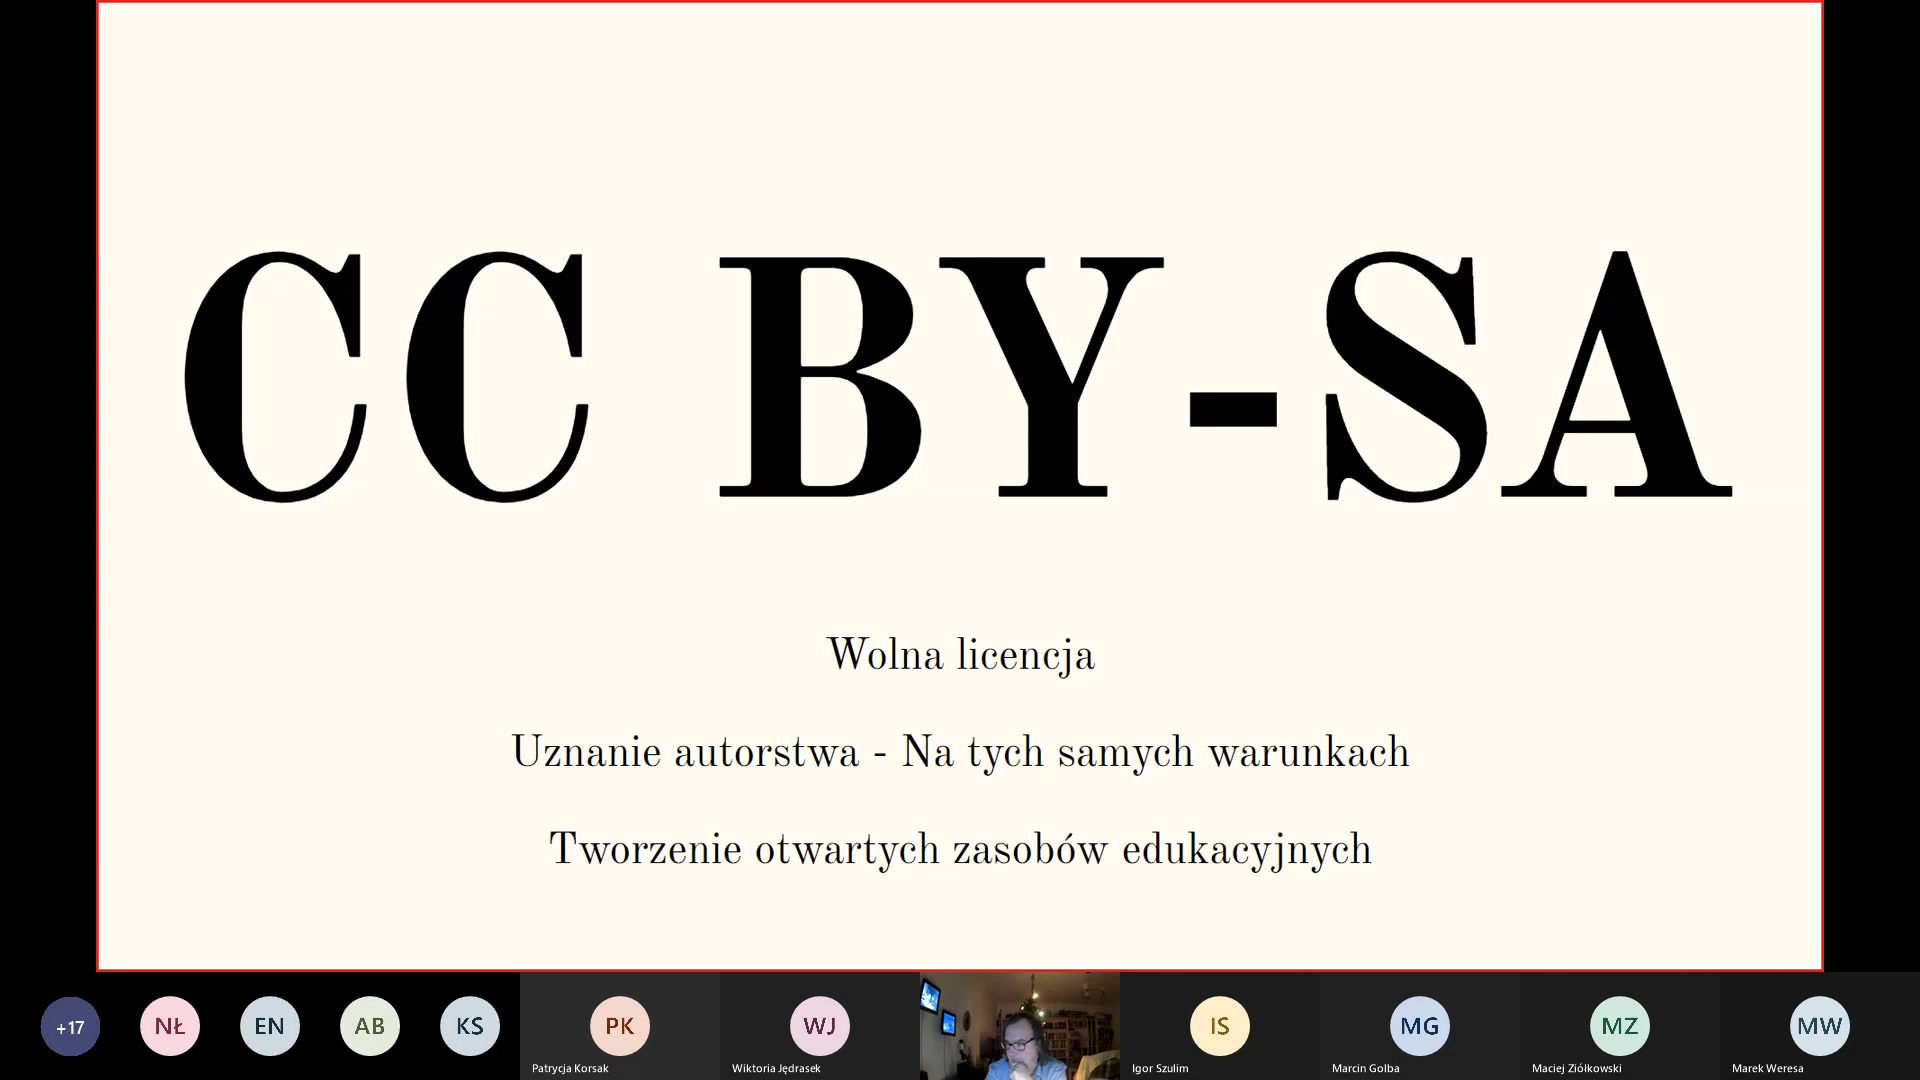 CC BY-SA
Wolna licencja
Uznanie autorstwa - Na tych samych warunkach
Tworzenie otwartych zasobów edukacyjnych
+17
NŁ
EN
AB
KS
PK
WJ
IS
MG
MZ
MW
Patrycja Korsak
Wiktoria Jędrasek
Igor Szulim
Marcin Golba
Maciej Ziółkowski
Marek Weresa